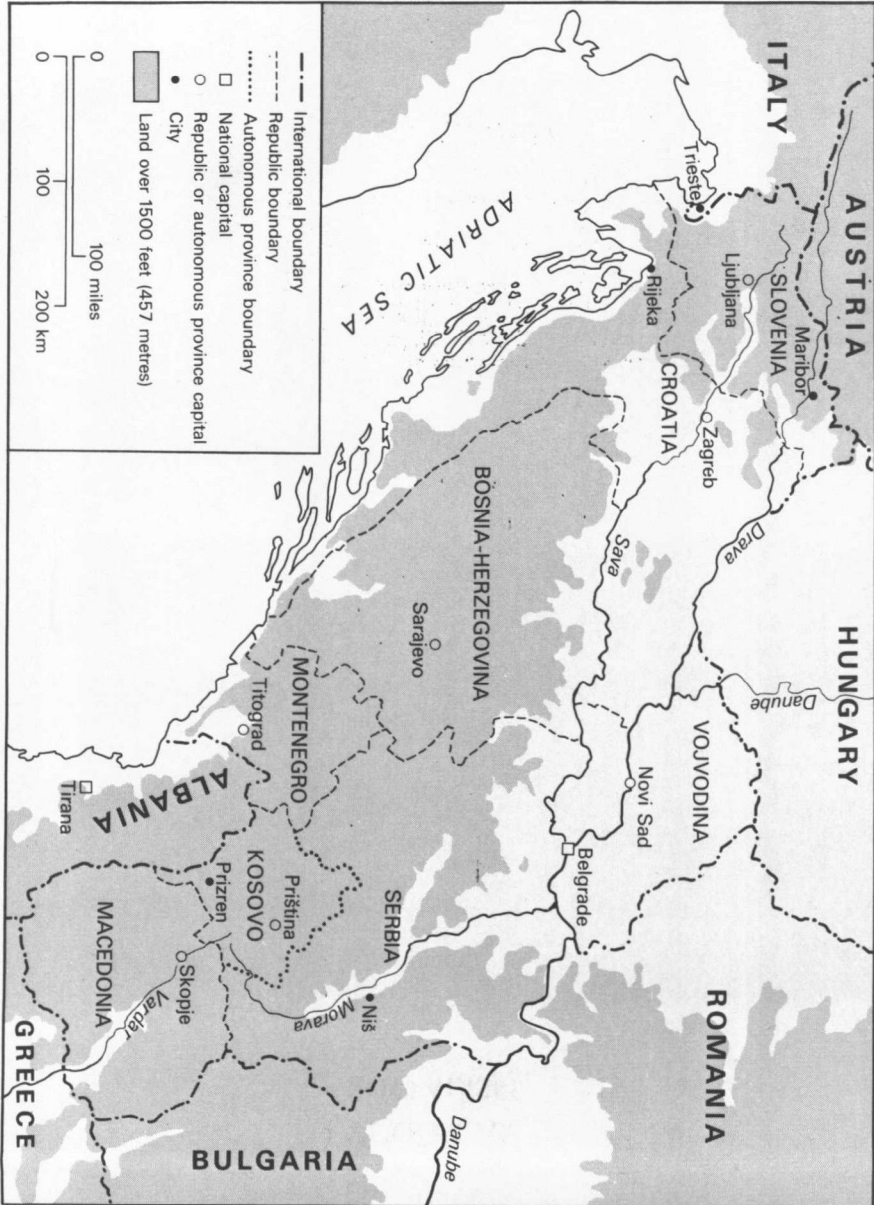 AUSTRIA
HUNGARY
ROMANIA
ITALY
SLOVENIA
Maribor
Ljubljana
Trieste
Rijeka
CROATIA
Zagreb
Drava
Sava
Danube
VOJVODINA
Novi Sad
Belgrade
ADRIATIC SEA
BOSNIA-HERZEGOVINA
Sarajevo
SERBIA
Morava
Niš
Danube
MONTENEGRO
Titograd
KOSOVO
Priština
Prizren
BULGARIA
ALBANIA
Tirana
MACEDONIA
Skopje
Vardar
GREECE
International boundary
Republic boundary
Autonomous province boundary
National capital
Republic or autonomous province capital
City
Land over 1500 feet (457 metres)
0 100 miles
0 100 200 km